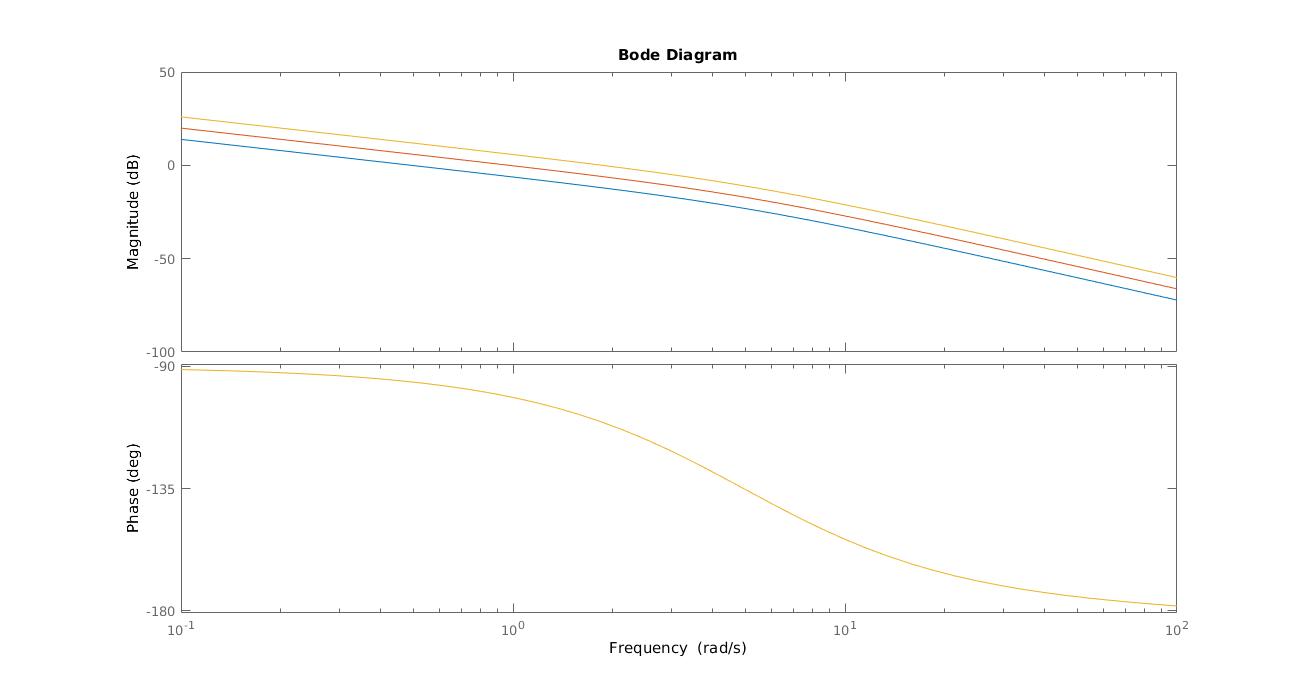 Bode Diagram
50
0
-50
-100
Magnitude (dB)
-90
-135
-180
Phase (deg)
10^-1
10^0
10^1
10^2
Frequency (rad/s)